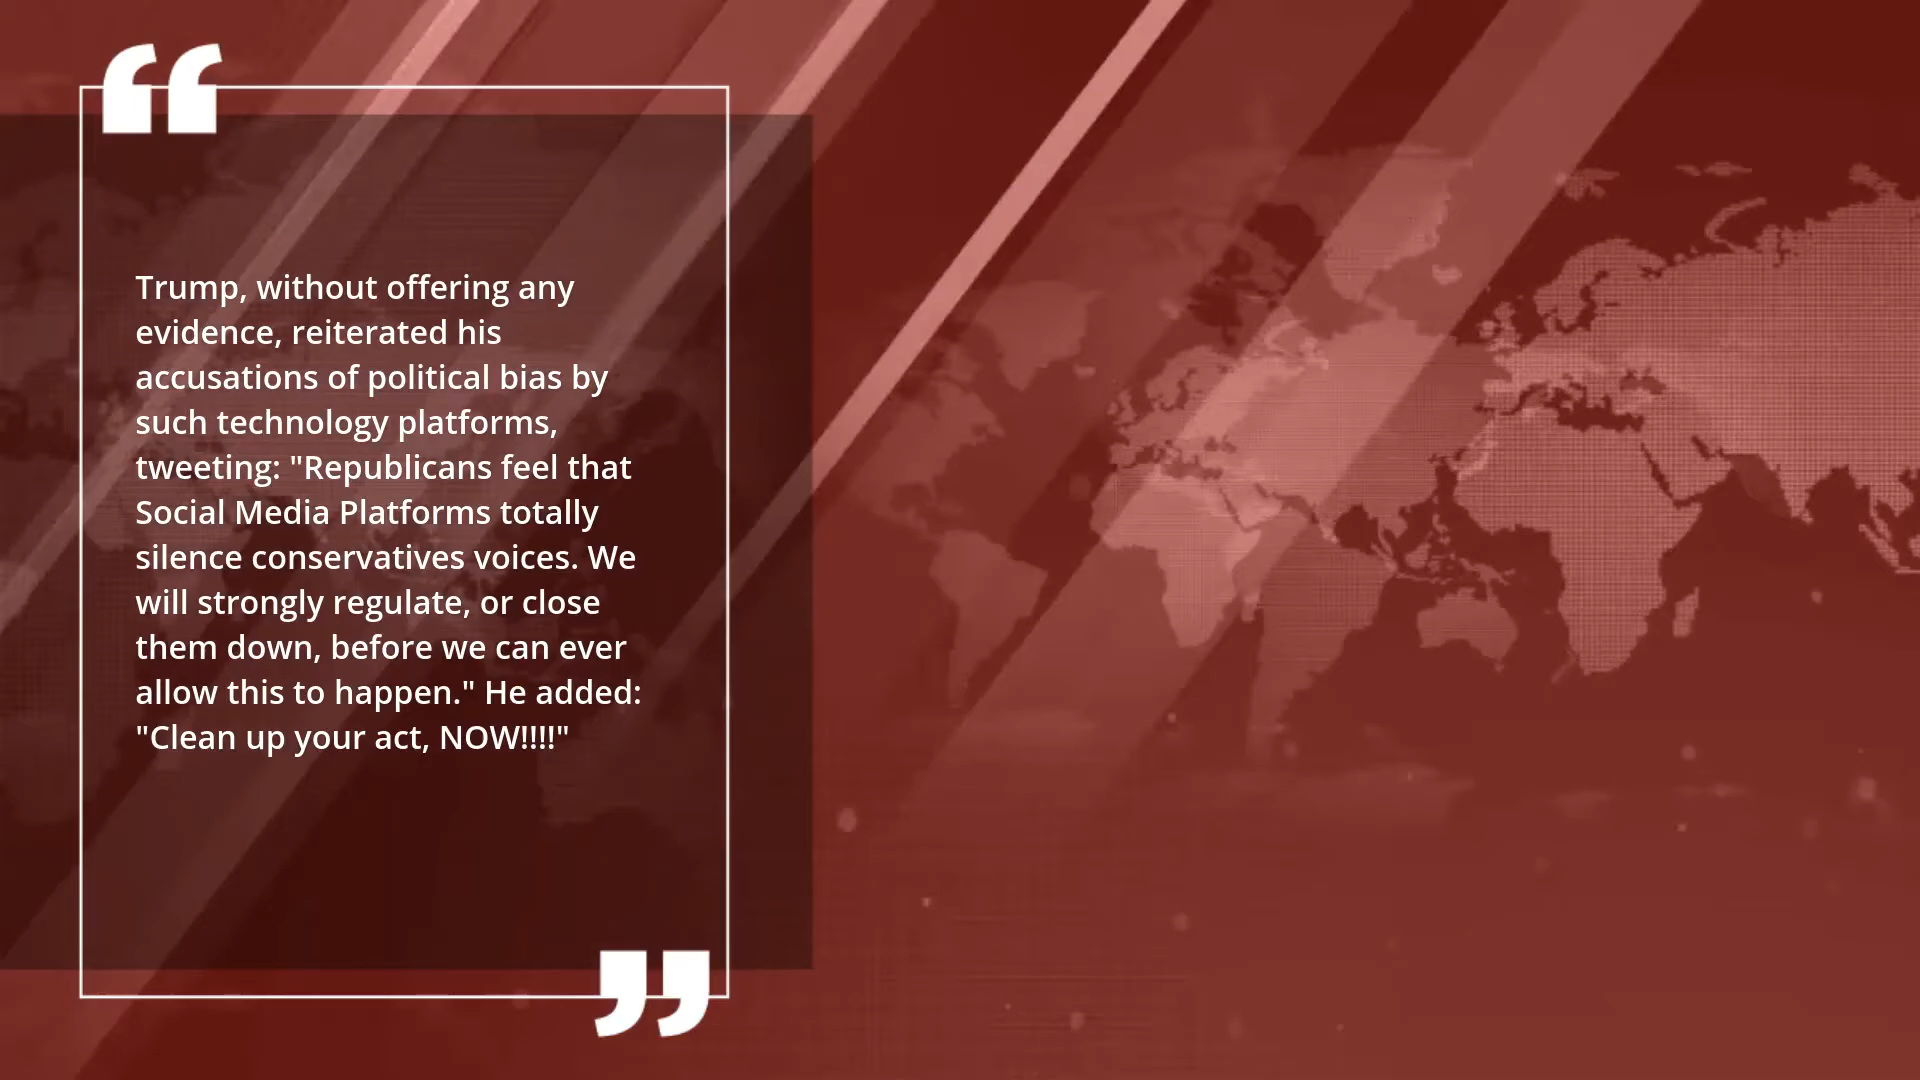 Trump, without offering any
evidence, reiterated his
accusations of political bias by
such technology platforms,
tweeting: "Republicans feel that
Social Media Platforms totally
silence conservatives voices. We
will strongly regulate, or close
them down, before we can ever
allow this to happen." He added:
"Clean up your act, NOW!!!!"